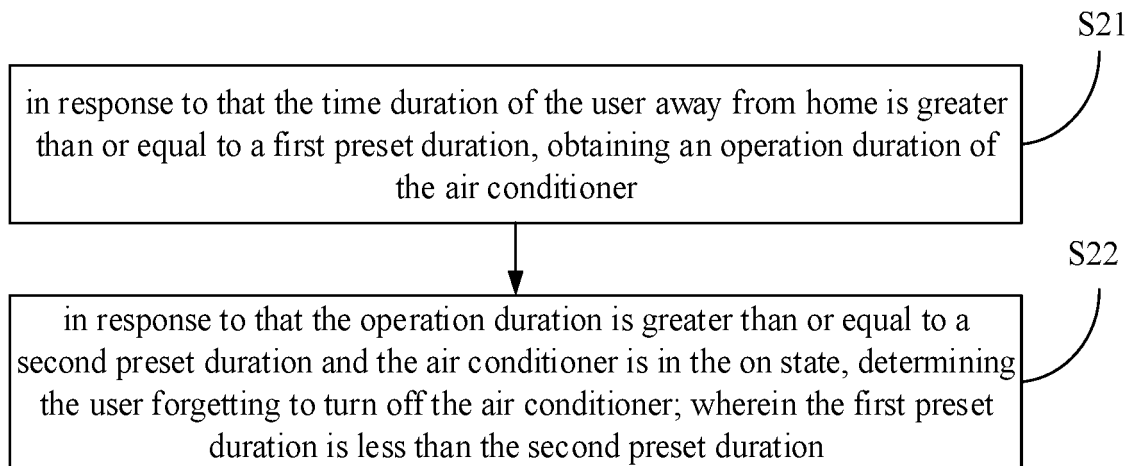 S21
in response to that the time duration of the user away from home is greater
than or equal to a first preset duration, obtaining an operation duration of
the air conditioner
S22
in response to that the operation duration is greater than or equal to a
second preset duration and the air conditioner is in the on state, determining
the user forgetting to turn off the air conditioner; wherein the first preset
duration is less than the second preset duration